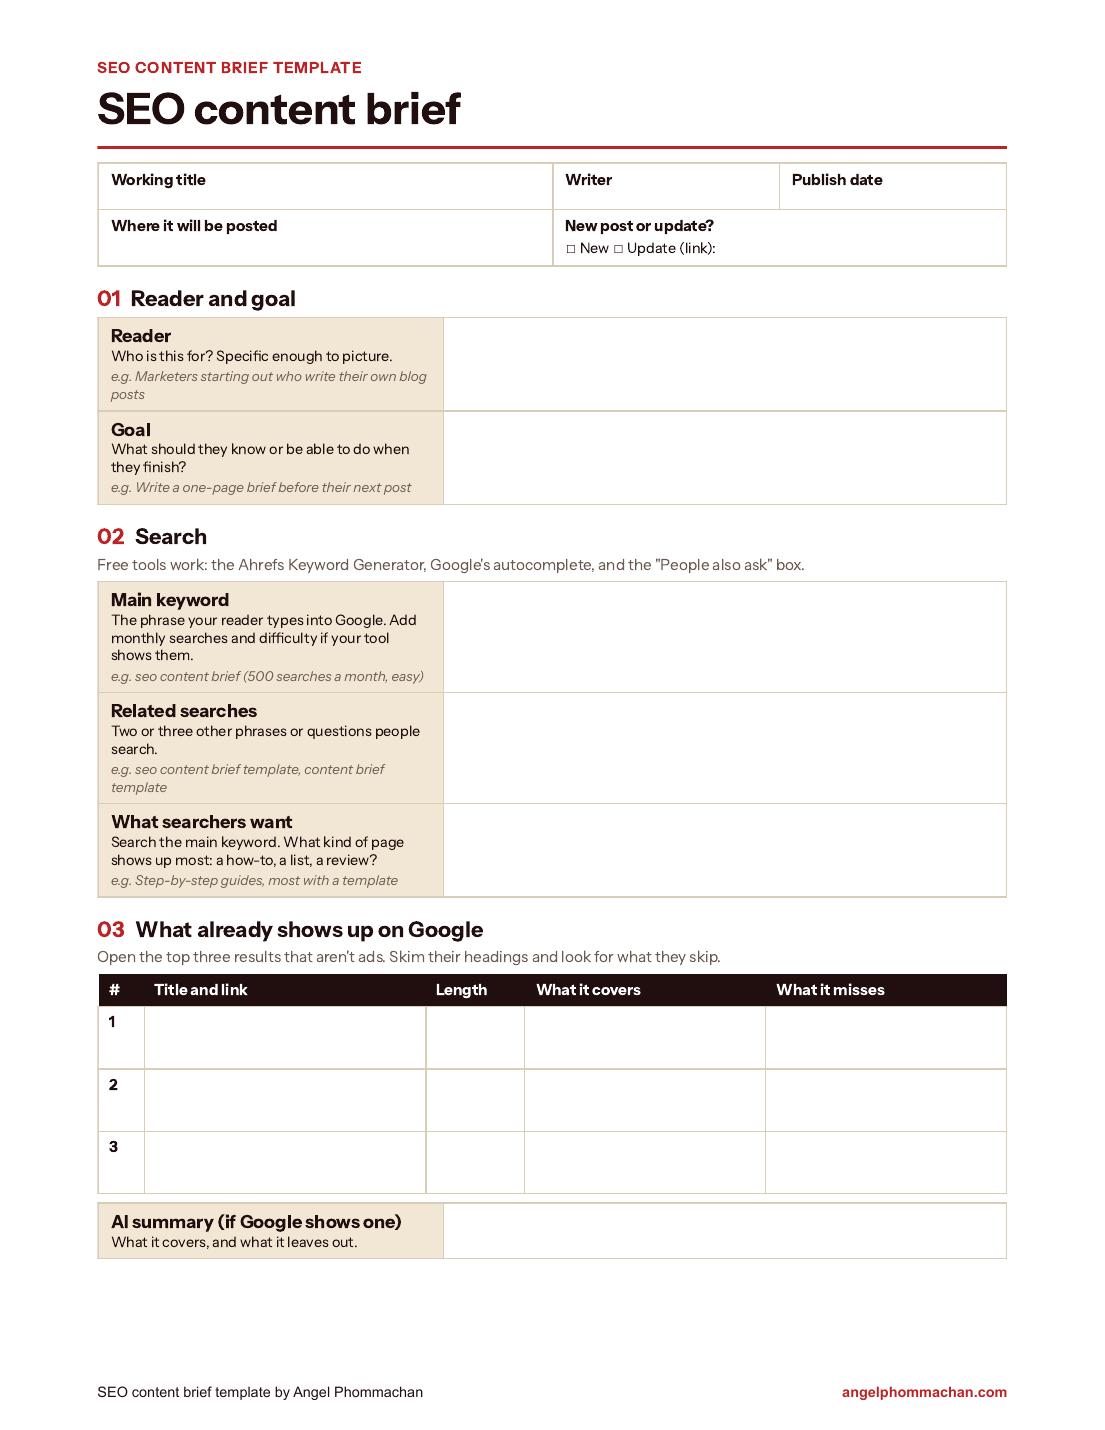 SEO CONTENT BRIEF TEMPLATE
SEO content brief
Working title
Writer
Publish date
Where it will be posted
New post or update?
☐ New ☐ Update (link):
01 Reader and goal
Reader
Who is this for? Specific enough to picture.
e.g. Marketers starting out who write their own blog
posts
Goal
What should they know or be able to do when
they finish?
e.g. Write a one-page brief before their next post
02 Search
Free tools work: the Ahrefs Keyword Generator, Google's autocomplete, and the "People also ask" box.
Main keyword
The phrase your reader types into Google. Add
monthly searches and difficulty if your tool
shows them.
e.g. seo content brief (500 searches a month, easy)
Related searches
Two or three other phrases or questions people
search.
e.g. seo content brief template, content brief
template
What searchers want
Search the main keyword. What kind of page
shows up most: a how-to, a list, a review?
e.g. Step-by-step guides, most with a template
03 What already shows up on Google
Open the top three results that aren't ads. Skim their headings and look for what they skip.
# Title and link Length What it covers What it misses
1
2
3
AI summary (if Google shows one)
What it covers, and what it leaves out.
SEO content brief template by Angel Phommachan
angelphommachan.com